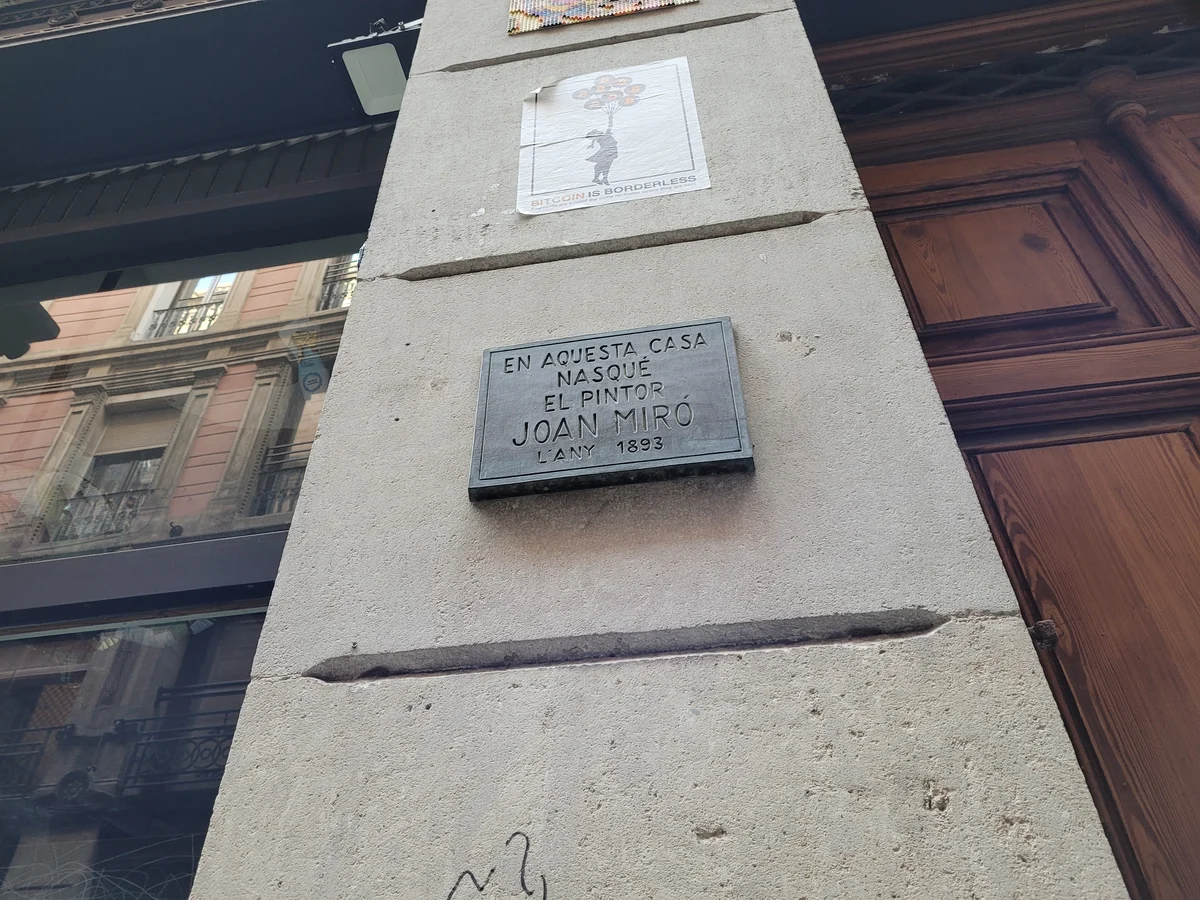 BITCOIN IS BORDERLESS
EN AQUESTA CASA
NASQUÉ
EL PINTOR
JOAN MIRÓ
L'ANY 1893